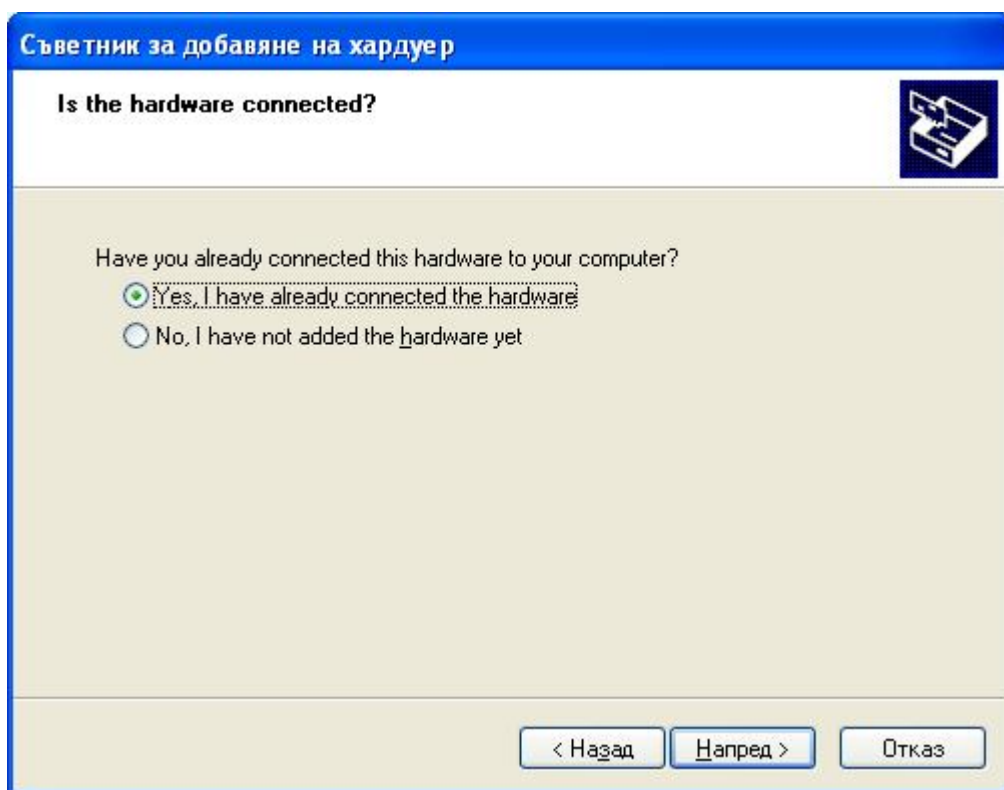 Съветник за добавяне на хардуер
Is the hardware connected?
Have you already connected this hardware to your computer?
Yes, I have already connected the hardware
No, I have not added the hardware yet
< Назад Напред > Отказ